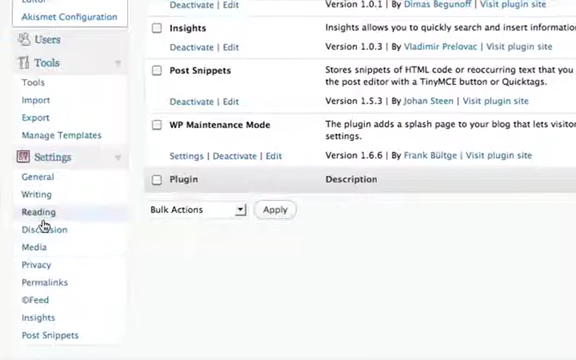 Editor
Akismet Configuration
Users
Tools
Tools
Import
Export
Manage Templates
Settings
General
Writing
Reading
Discussion
Media
Privacy
Permalinks
©Feed
Insights
Post Snippets
Deactivate | Edit
Version 1.0.1 | By Dimas Begunoff | Visit plugin site
Insights
Insights allows you to quickly search and insert information
Deactivate | Edit
Version 1.0.3 | By Vladimir Prelovac | Visit plugin site
Post Snippets
Stores snippets of HTML code or reoccurring text that you
the post editor with a TinyMCE button or Quicktags.
Deactivate | Edit
Version 1.5.3 | By Johan Steen | Visit plugin site
WP Maintenance Mode
The plugin adds a splash page to your blog that lets visitor
settings.
Settings | Deactivate | Edit
Version 1.6.6 | By Frank Bültge | Visit plugin site
Plugin
Description
Bulk Actions
Apply